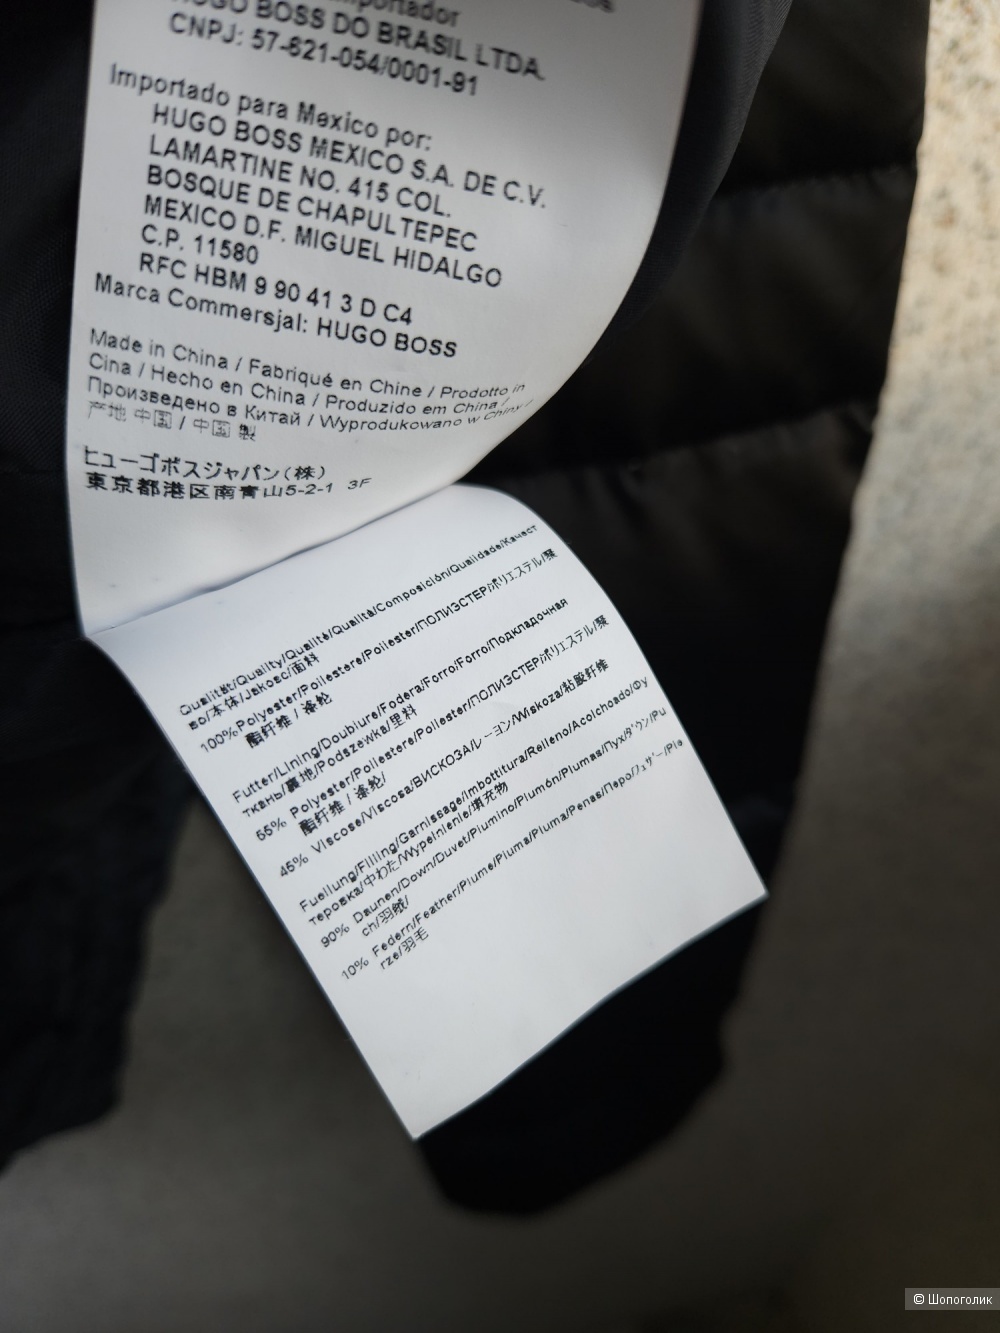 Importador
HUGO BOSS DO BRASIL LTDA.
CNPJ: 57-621-054/0001-91
Importado para Mexico por:
HUGO BOSS MEXICO S.A. DE C.V.
LAMARTINE NO. 415 COL.
BOSQUE DE CHAPULTEPEC
MEXICO D.F. MIGUEL HIDALGO
C.P. 11580
RFC HBM 9 90 41 3 D C4
Marca Commersjal: HUGO BOSS
Made in China / Fabriqué en Chine / Prodotto in
Cina / Hecho en China / Produzido em China /
Произведено в Китай / Wyprodukowano w Chiny /
产地 中国 / 中国 製
ヒューゴボスジャパン(株)
東京都港区南青山5-2-1 3F
Qualität/Quality/Qualité/Qualità/Composición/Qualidade/Качест
во/本体/Jakosc/面料
100%Polyester/Poliestere/Poliester/ПОЛИЭСТЕР/ポリエステル/聚
酯纤维 / 涤纶
Futter/Lining/Doublure/Fodera/Forro/Forro/Подкладочная
ткань/裏地/Podszewka/里料
55% Polyester/Poliestere/Poliester/ПОЛИЭСТЕР/ポリエステル/聚
酯纤维 / 涤纶/
45% Viscose/Viscosa/ВИСКОЗА/レーヨン/Wiskoza/粘胶纤维
Fuellung/Filling/Garnissage/Imbottitura/Relleno/Acolchoado/Фу
теровка/中わた/Wypelnienie/填充物
90% Daunen/Down/Duvet/Piumino/Plumón/Plumas/Пух/ダウン/Pu
ch/羽绒/
10% Federn/Feather/Plume/Piuma/Pluma/Penas/Перо/フェザー/Pie
rze/羽毛
© Шопоголик